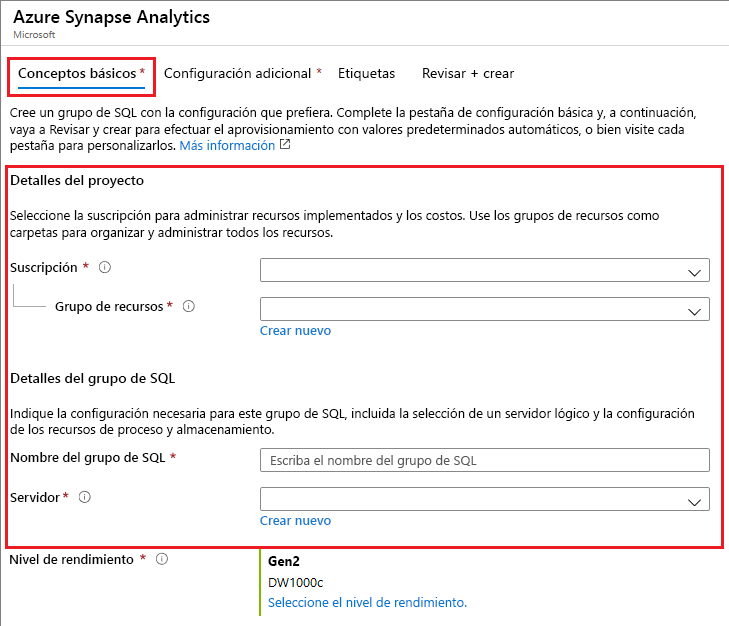 Azure Synapse Analytics
Microsoft
Conceptos básicos * Configuración adicional * Etiquetas Revisar + crear
Cree un grupo de SQL con la configuración que prefiera. Complete la pestaña de configuración básica y, a continuación,
vaya a Revisar y crear para efectuar el aprovisionamiento con valores predeterminados automáticos, o bien visite cada
pestaña para personalizarlos. Más información
Detalles del proyecto
Seleccione la suscripción para administrar recursos implementados y los costos. Use los grupos de recursos como
carpetas para organizar y administrar todos los recursos.
Suscripción *
Grupo de recursos *
Crear nuevo
Detalles del grupo de SQL
Indique la configuración necesaria para este grupo de SQL, incluida la selección de un servidor lógico y la configuración
de los recursos de proceso y almacenamiento.
Nombre del grupo de SQL * Escriba el nombre del grupo de SQL
Servidor *
Crear nuevo
Nivel de rendimiento * Gen2
DW1000c
Seleccione el nivel de rendimiento.